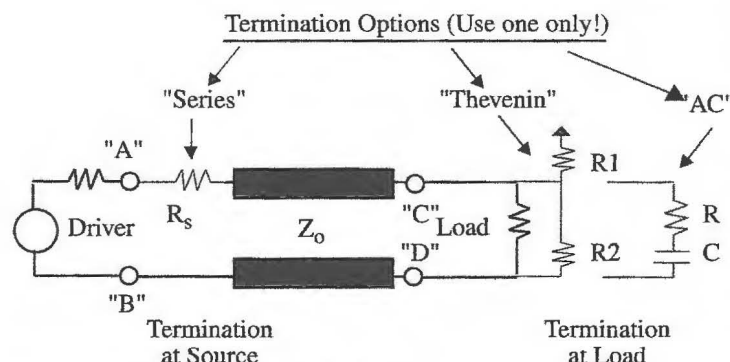 Termination Options (Use one only!)
"Series"
"Thevenin"
"AC"
"A"
R1
Driver
Rs
Zo
"C"
Load
R
"D"
R2
C
"B"
Termination
at Source
Termination
at Load